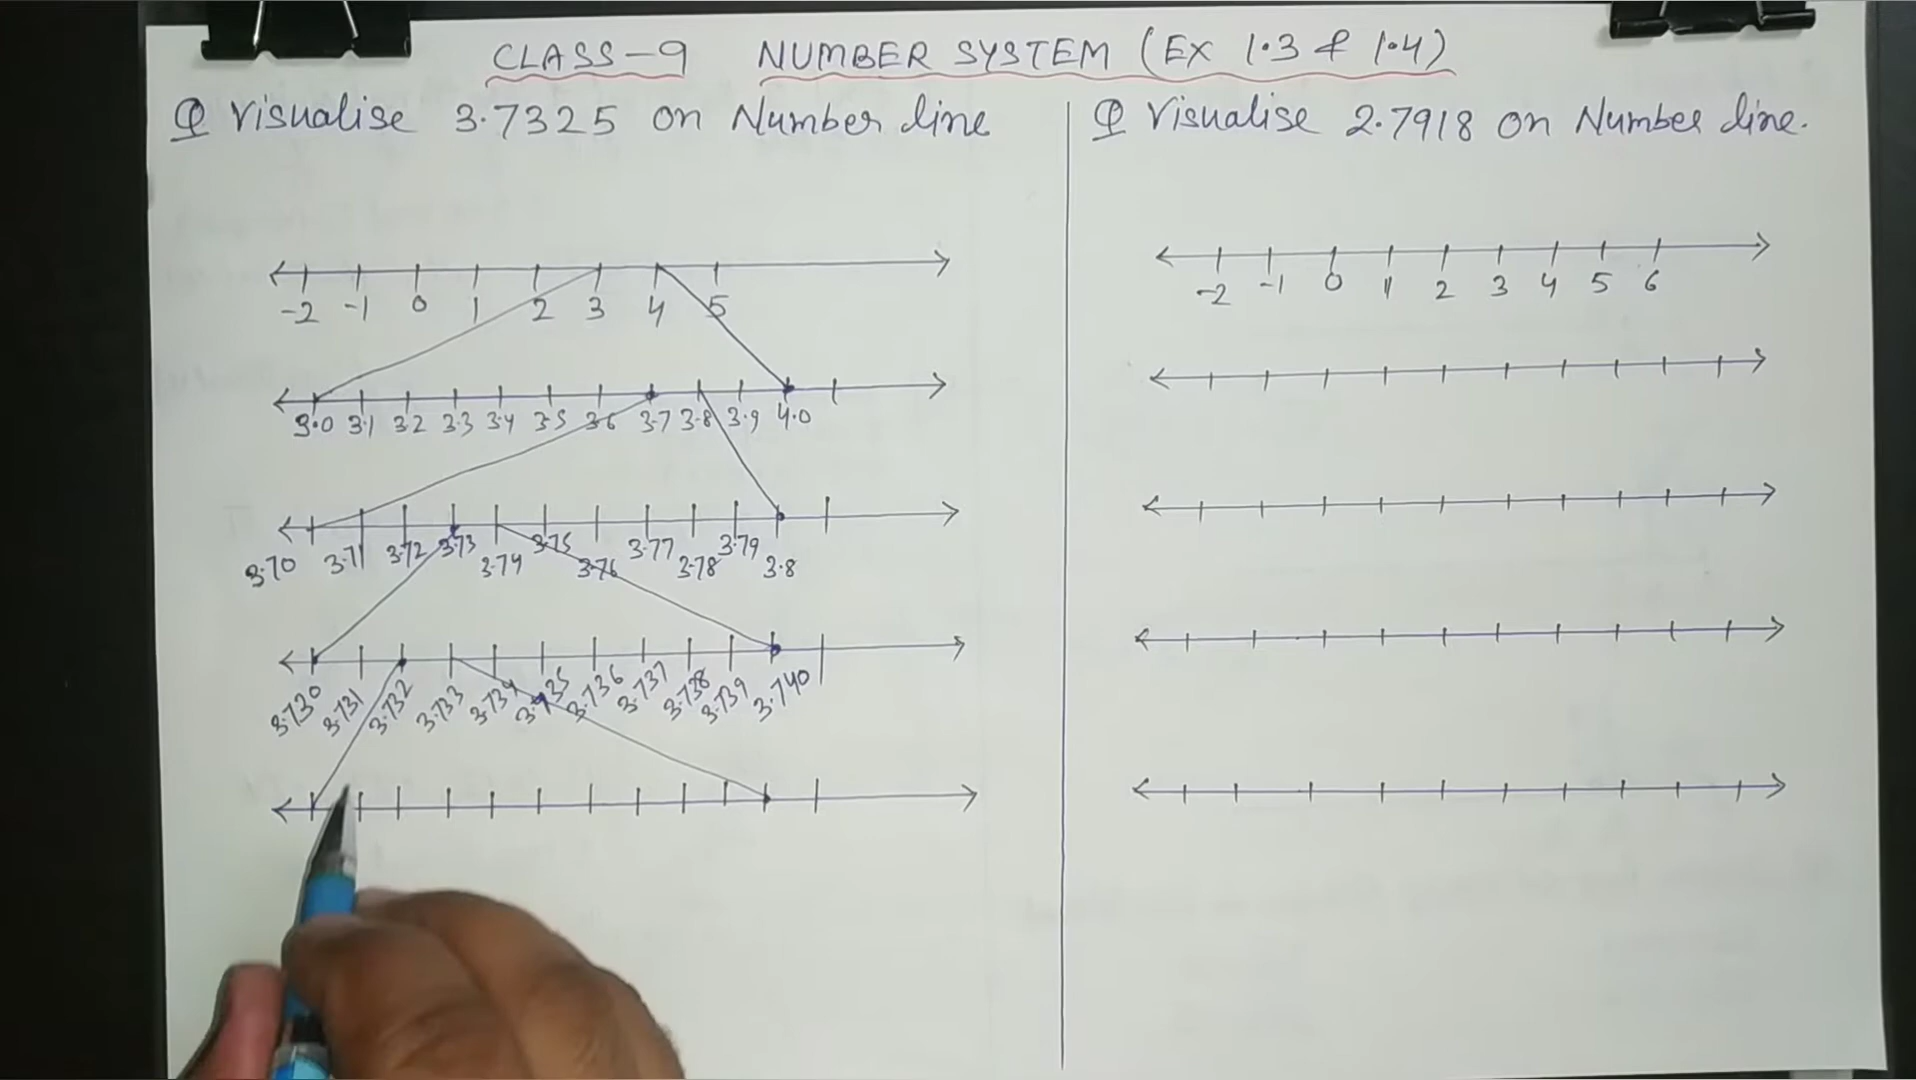 CLASS-9 NUMBER SYSTEM (EX 1.3 & 1.4)
Q Visualise 3.7325 on Number line
-2 -1 0 1 2 3 4 5
3.0 3.1 3.2 3.3 3.4 3.5 3.6 3.7 3.8 3.9 4.0
3.70 3.71 3.72 3.73 3.74 3.75 3.76 3.77 3.78 3.79 3.8
3.730 3.731 3.732 3.733 3.734 3.735 3.736 3.737 3.738 3.739 3.740
Q Visualise 2.7918 on Number line.
-2 -1 0 1 2 3 4 5 6